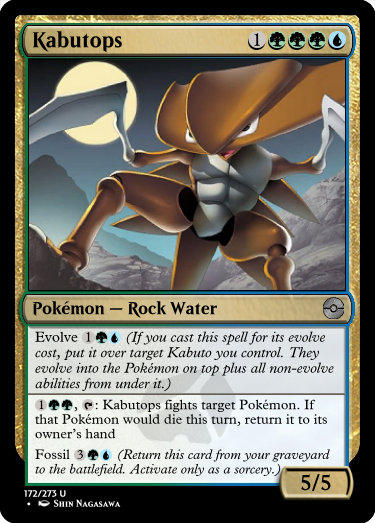 Kabutops 1
Pokémon — Rock Water
Evolve 1 (If you cast this spell for its evolve
cost, put it over target Kabuto you control. They
evolve into the Pokémon on top plus all non-evolve
abilities from under it.)
1 , : Kabutops fights target Pokémon. If
that Pokémon would die this turn, return it to its
owner's hand
Fossil 3 (Return this card from your graveyard
to the battlefield. Activate only as a sorcery.)
5/5
172/273 U
• Shin Nagasawa